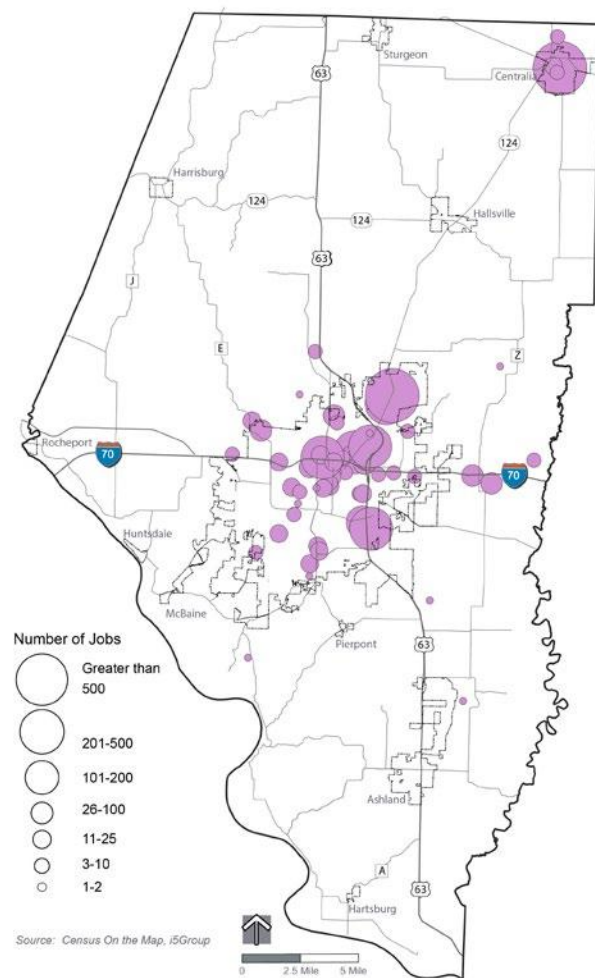 63
Sturgeon
Centralia
124
Harrisburg
124
124
Hallsville
63
J
E
Z
Rocheport
70
70
Huntsdale
McBaine
Pierpont
63
Number of Jobs
Greater than
500
201-500
101-200
26-100
11-25
3-10
1-2
Ashland
A
63
Hartsburg
Source: Census On the Map, i5Group
0 2.5 Mile 5 Mile